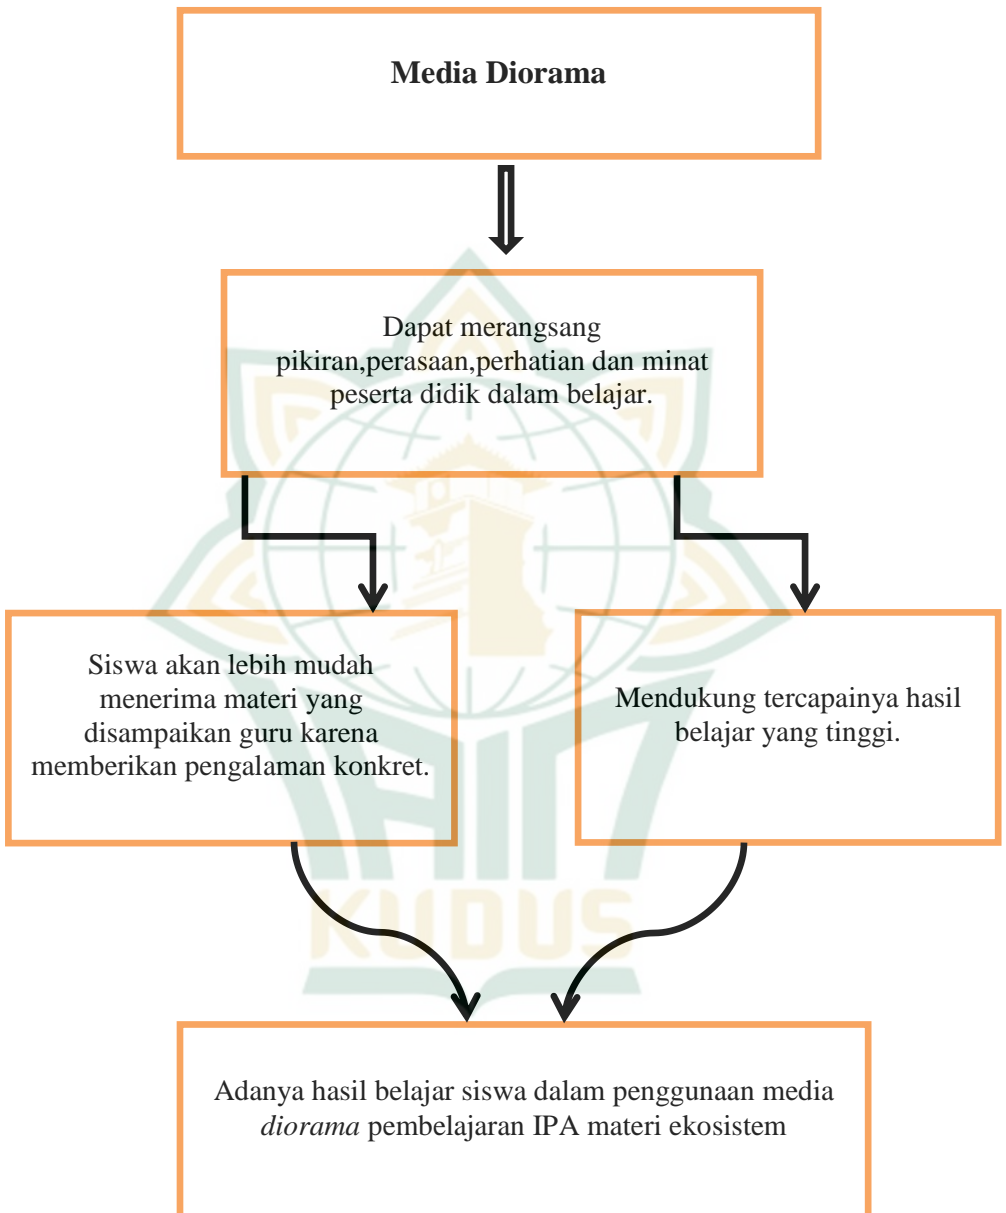 Media Diorama
Dapat merangsang
pikiran,perasaan,perhatian dan minat
peserta didik dalam belajar.
Siswa akan lebih mudah
menerima materi yang
disampaikan guru karena
memberikan pengalaman konkret.
Mendukung tercapainya hasil
belajar yang tinggi.
IAIN
KUDUS
Adanya hasil belajar siswa dalam penggunaan media
diorama pembelajaran IPA materi ekosistem